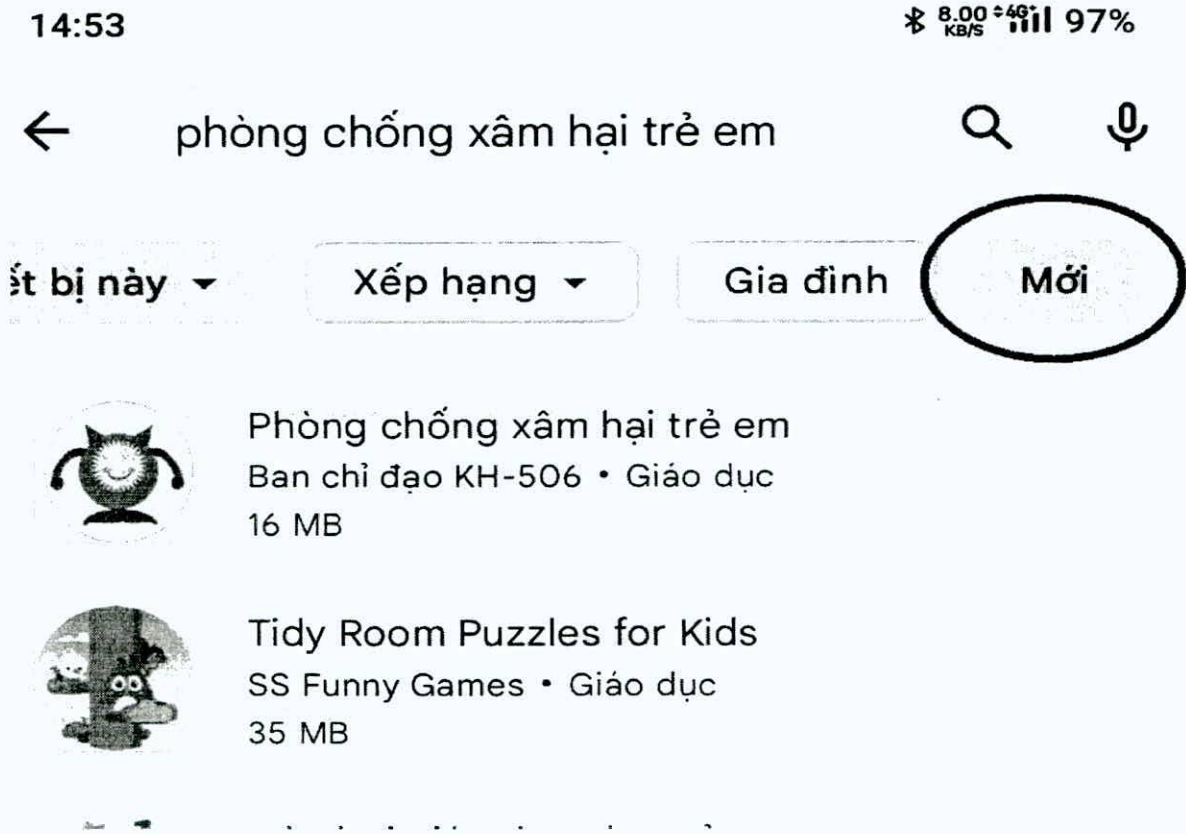 14:53 8.00 KB/S 4G+ 97%
phòng chống xâm hại trẻ em
ết bị này Xếp hạng Gia đình Mới
Phòng chống xâm hại trẻ em
Ban chỉ đạo KH-506 • Giáo dục
16 MB
Tidy Room Puzzles for Kids
SS Funny Games • Giáo dục
35 MB